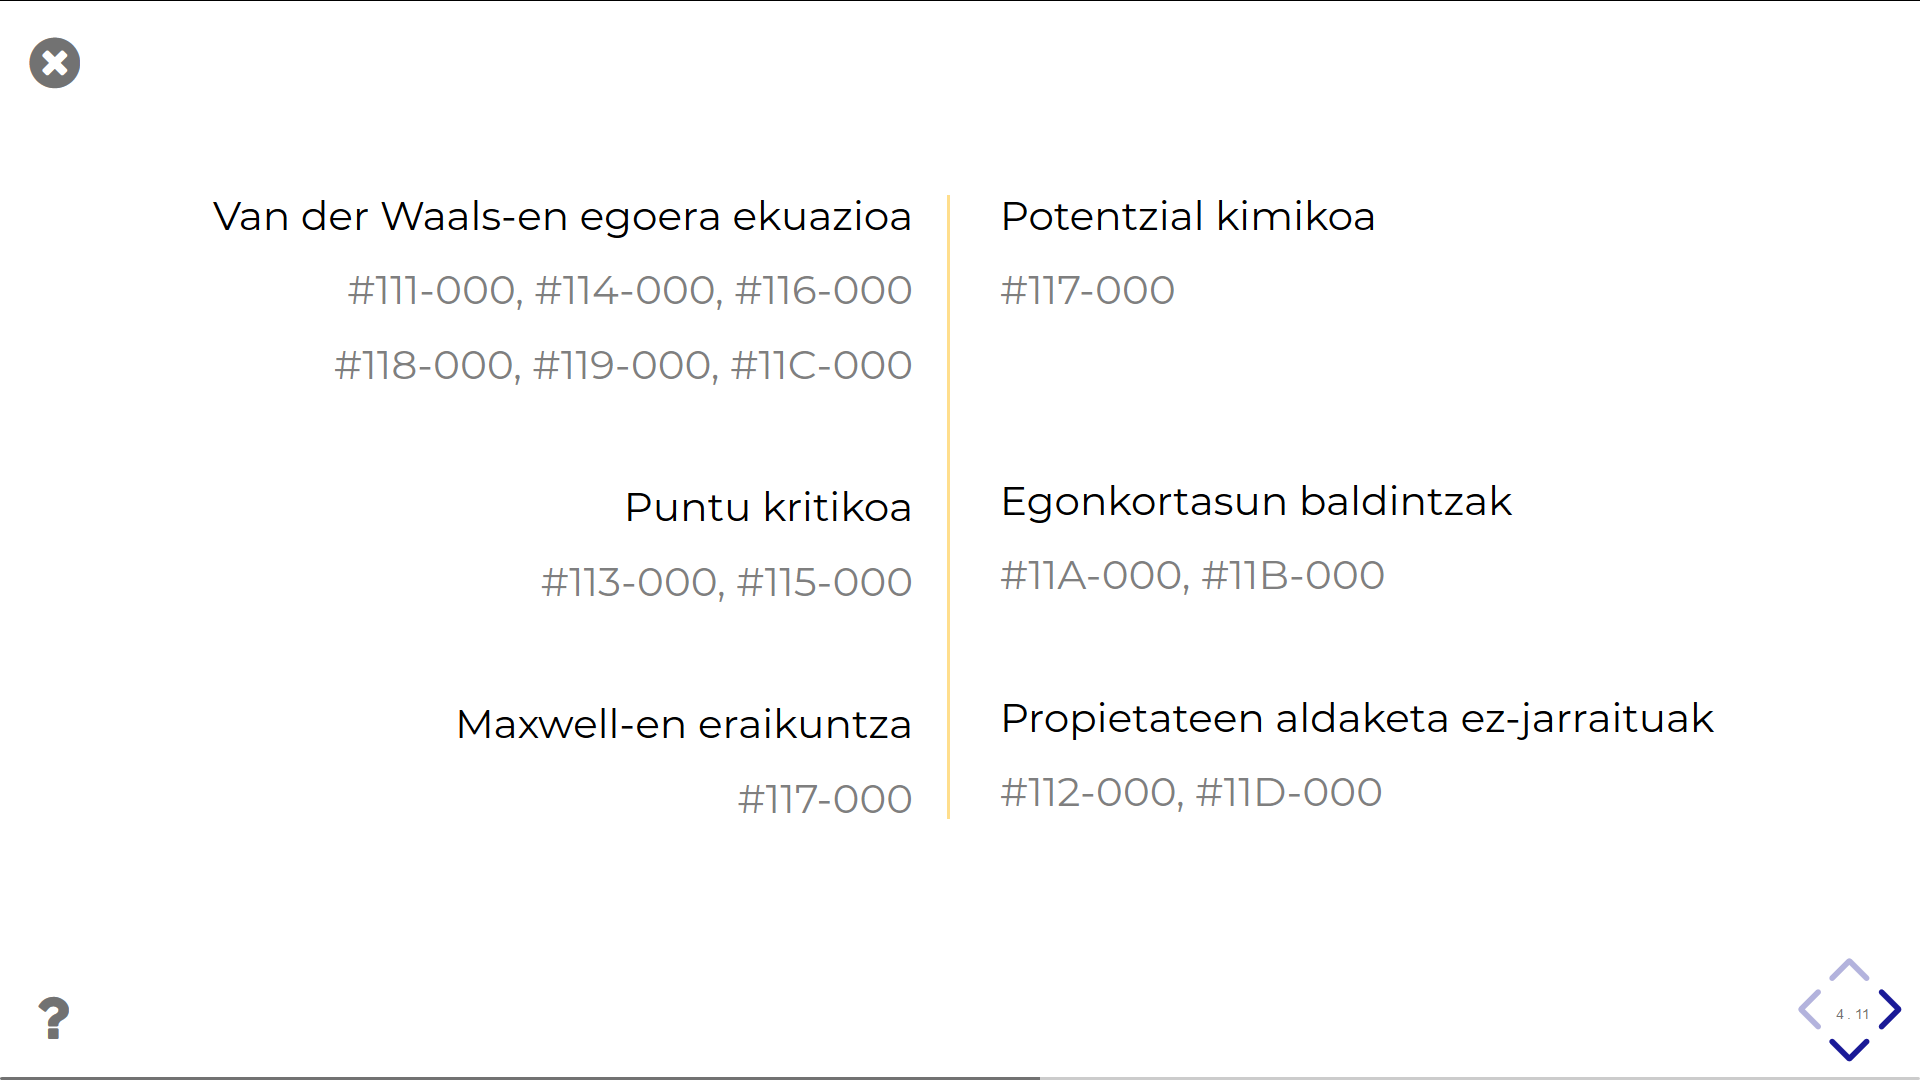 Van der Waals-en egoera ekuazioa
#111-000, #114-000, #116-000
#118-000, #119-000, #11C-000
Puntu kritikoa
#113-000, #115-000
Maxwell-en eraikuntza
#117-000
Potentzial kimikoa
#117-000
Egonkortasun baldintzak
#11A-000, #11B-000
Propietateen aldaketa ez-jarraituak
#112-000, #11D-000
?
4 . 11